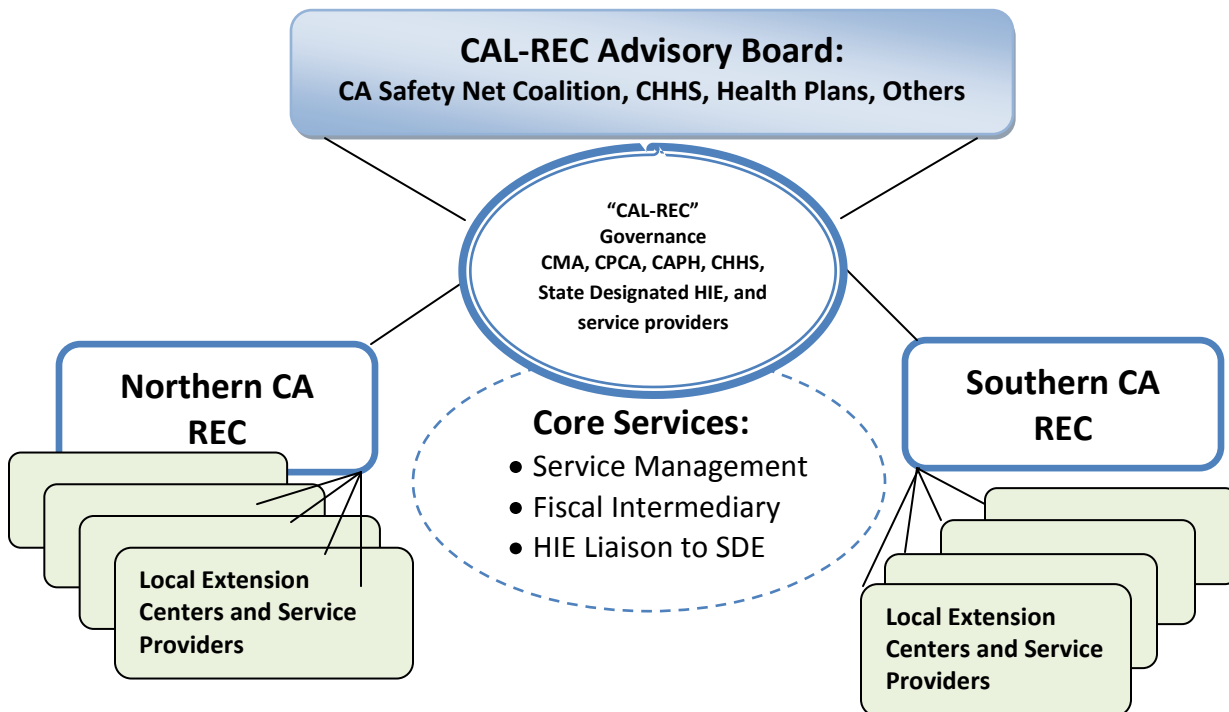 CAL-REC Advisory Board:
CA Safety Net Coalition, CHHS, Health Plans, Others
“CAL-REC”
Governance
CMA, CPCA, CAPH, CHHS,
State Designated HIE, and
service providers
Northern CA
REC
Southern CA
REC
Core Services:
• Service Management
• Fiscal Intermediary
• HIE Liaison to SDE
Local Extension
Centers and Service
Providers
Local Extension
Centers and Service
Providers